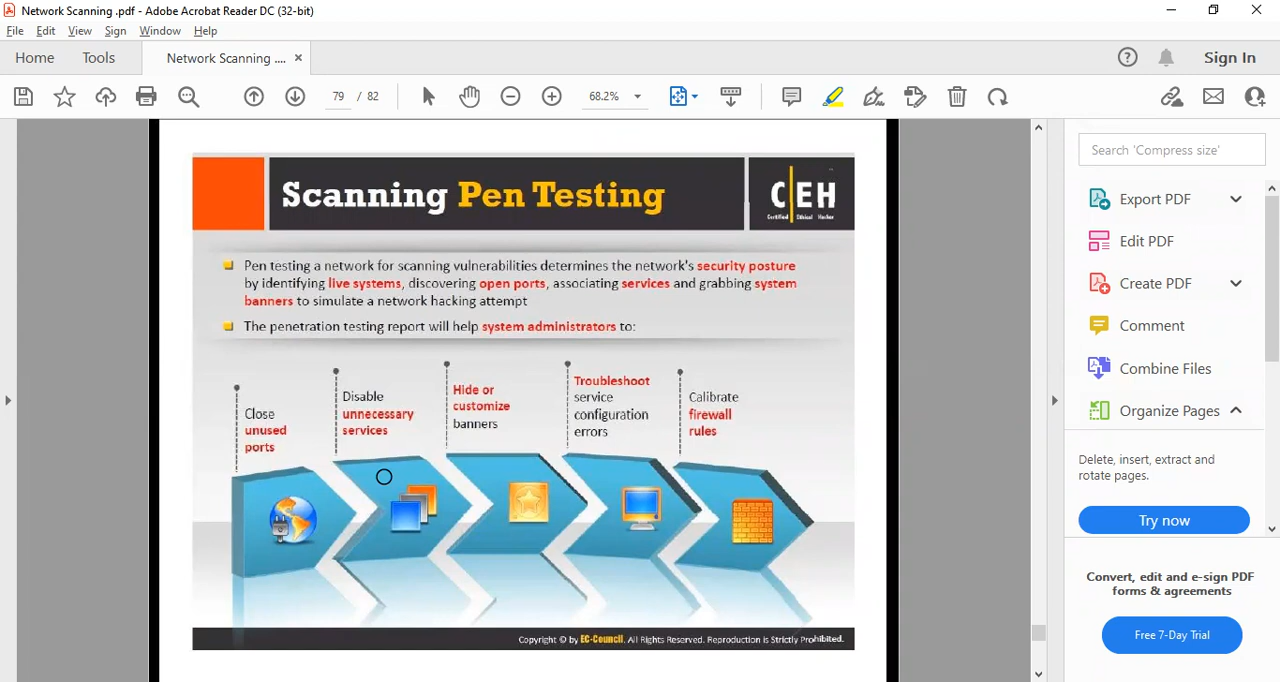 Network Scanning .pdf - Adobe Acrobat Reader DC (32-bit)
File Edit View Sign Window Help
Home Tools Network Scanning .... × Sign In
79 / 82 68.2%
Search 'Compress size'
Export PDF
Edit PDF
Create PDF
Comment
Combine Files
Organize Pages
Delete, insert, extract and
rotate pages.
Try now
Convert, edit and e-sign PDF
forms & agreements
Free 7-Day Trial
Scanning Pen Testing
CEH
Certified Ethical Hacker
Pen testing a network for scanning vulnerabilities determines the network's security posture
by identifying live systems, discovering open ports, associating services and grabbing system
banners to simulate a network hacking attempt
The penetration testing report will help system administrators to:
Close
unused
ports
Disable
unnecessary
services
Hide or
customize
banners
Troubleshoot
service
configuration
errors
Calibrate
firewall
rules
Copyright © by EC-Council. All Rights Reserved. Reproduction is Strictly Prohibited.